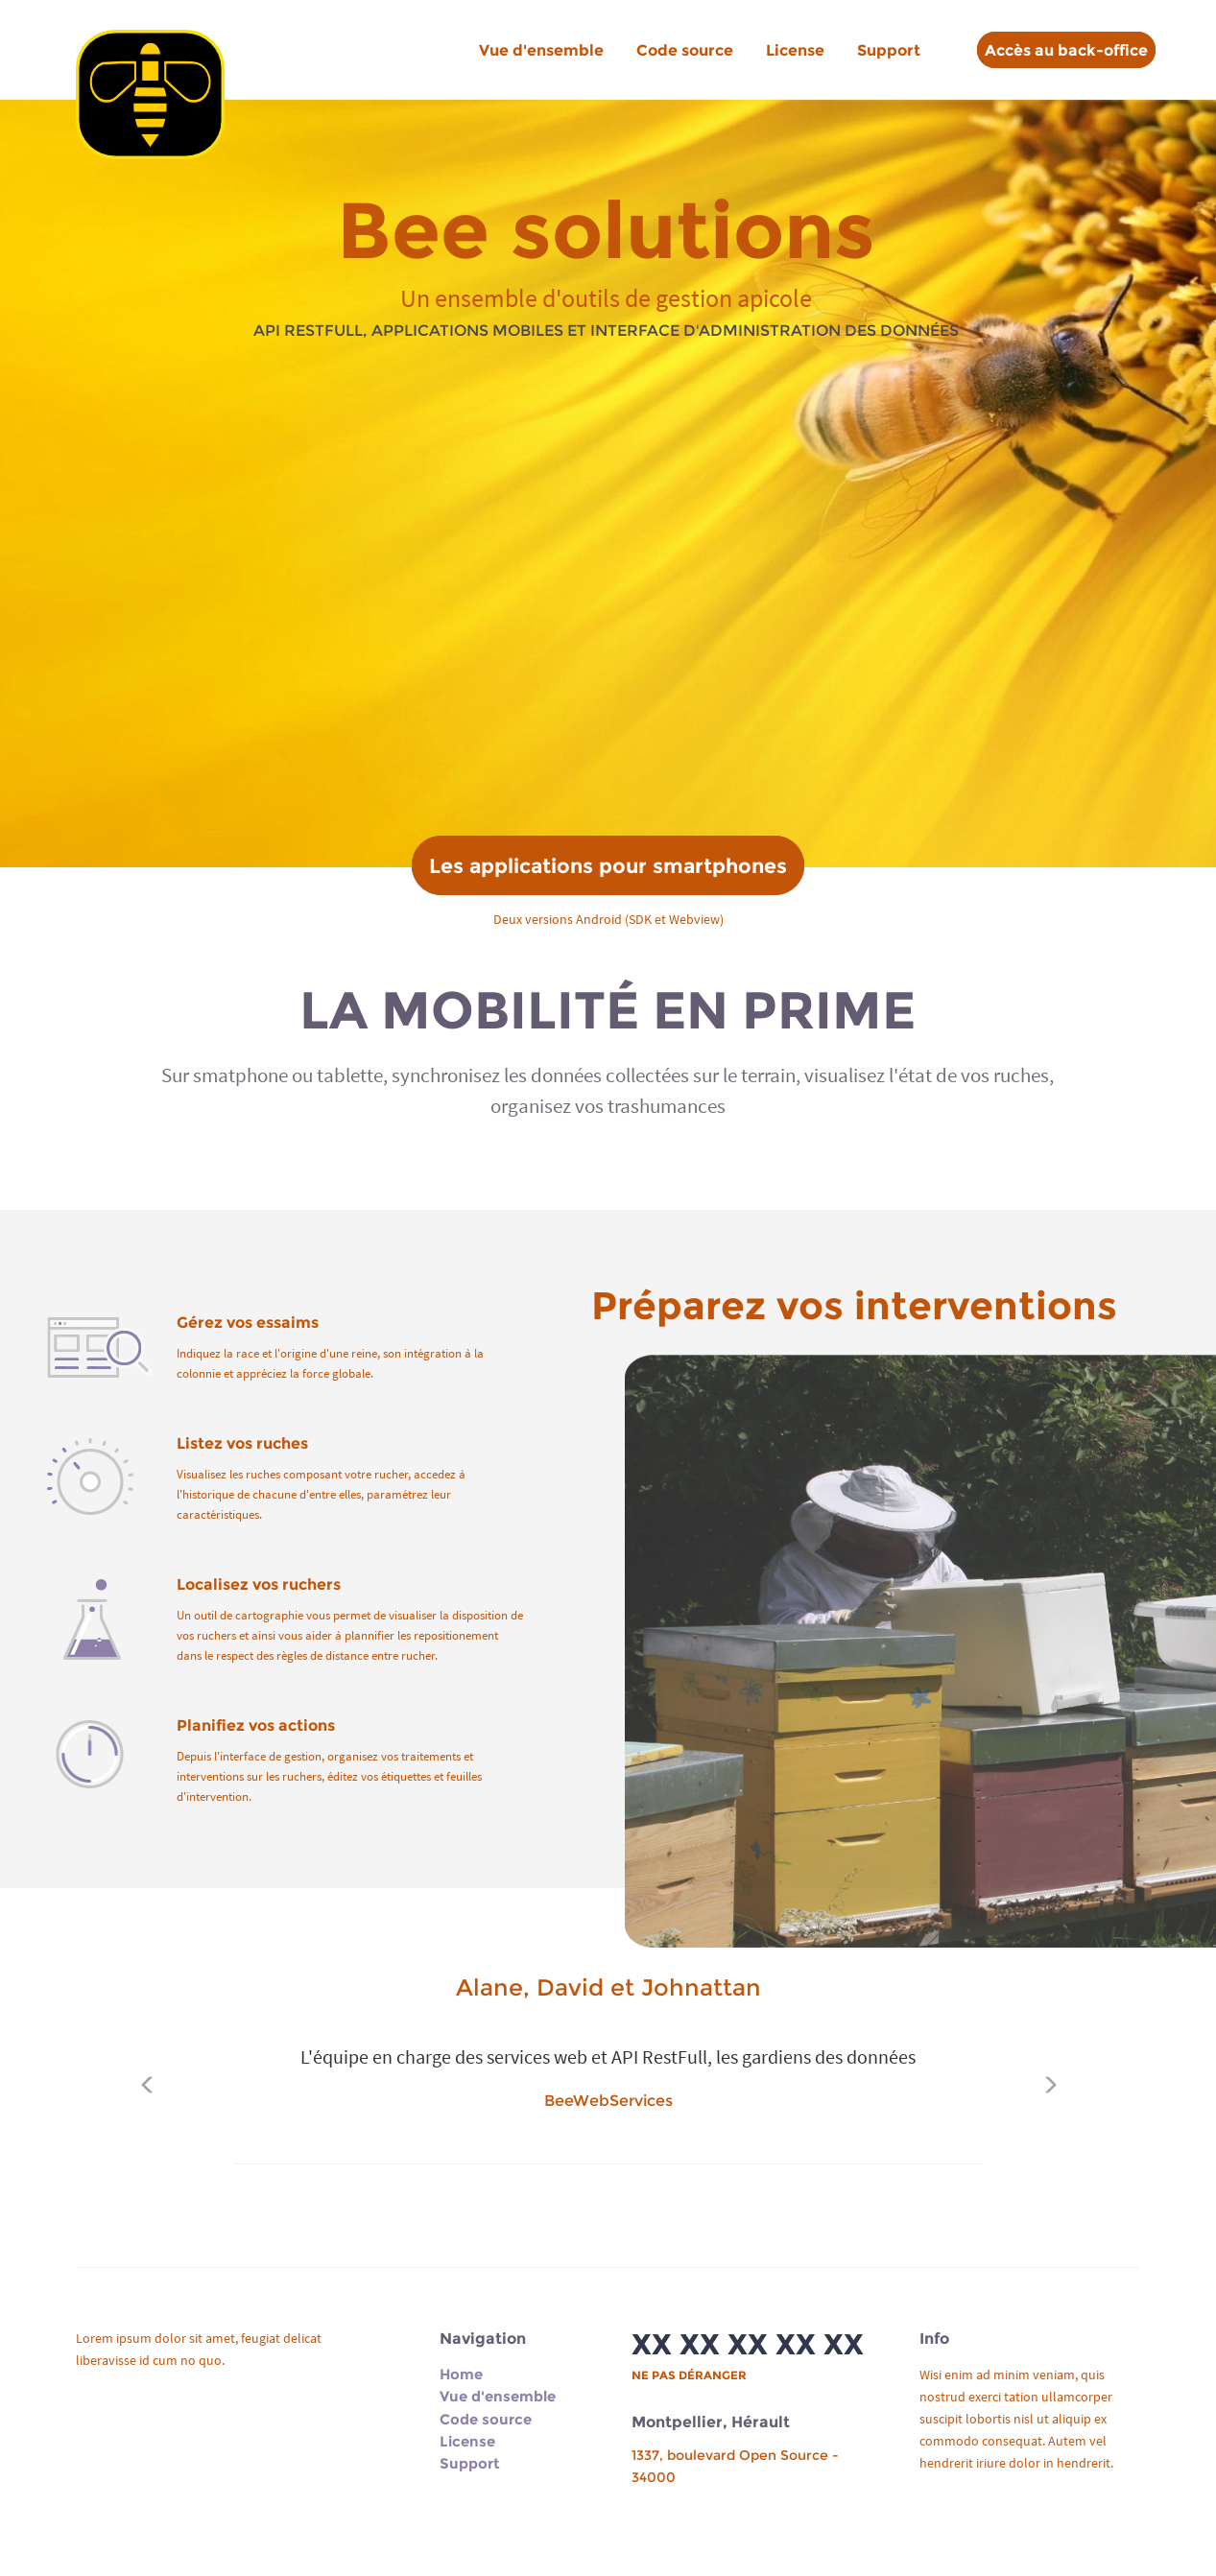 Vue d'ensemble
Code source
License
Support
Accès au back-office
Bee solutions
Un ensemble d'outils de gestion apicole
API RESTFULL, APPLICATIONS MOBILES ET INTERFACE D'ADMINISTRATION DES DONNÉES
Les applications pour smartphones
Deux versions Android (SDK et Webview)
LA MOBILITÉ EN PRIME
Sur smatphone ou tablette, synchronisez les données collectées sur le terrain, visualisez l'état de vos ruches,
organisez vos trashumances
Préparez vos interventions
Gérez vos essaims
Indiquez la race et l'origine d'une reine, son intégration à la
colonnie et appréciez la force globale.
Listez vos ruches
Visualisez les ruches composant votre rucher, accedez à
l'historique de chacune d'entre elles, paramétrez leur
caractéristiques.
Localisez vos ruchers
Un outil de cartographie vous permet de visualiser la disposition de
vos ruchers et ainsi vous aider à plannifier les repositionement
dans le respect des règles de distance entre rucher.
Planifiez vos actions
Depuis l'interface de gestion, organisez vos traitements et
interventions sur les ruchers, éditez vos étiquettes et feuilles
d'intervention.
Alane, David et Johnattan
L'équipe en charge des services web et API RestFull, les gardiens des données
BeeWebServices
Lorem ipsum dolor sit amet, feugiat delicat
liberavisse id cum no quo.
Navigation
Home
Vue d'ensemble
Code source
License
Support
XX XX XX XX XX
NE PAS DÉRANGER
Montpellier, Hérault
1337, boulevard Open Source -
34000
Info
Wisi enim ad minim veniam, quis
nostrud exerci tation ullamcorper
suscipit lobortis nisl ut aliquip ex
commodo consequat. Autem vel
hendrerit iriure dolor in hendrerit.